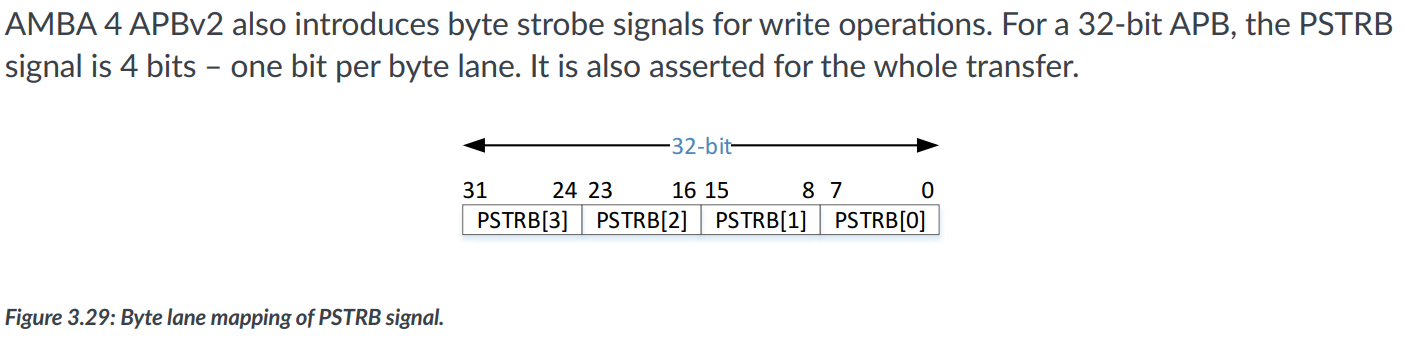 AMBA 4 APBv2 also introduces byte strobe signals for write operations. For a 32-bit APB, the PSTRB
signal is 4 bits – one bit per byte lane. It is also asserted for the whole transfer.
32-bit
31 24 23 16 15 8 7 0
PSTRB[3] PSTRB[2] PSTRB[1] PSTRB[0]
Figure 3.29: Byte lane mapping of PSTRB signal.